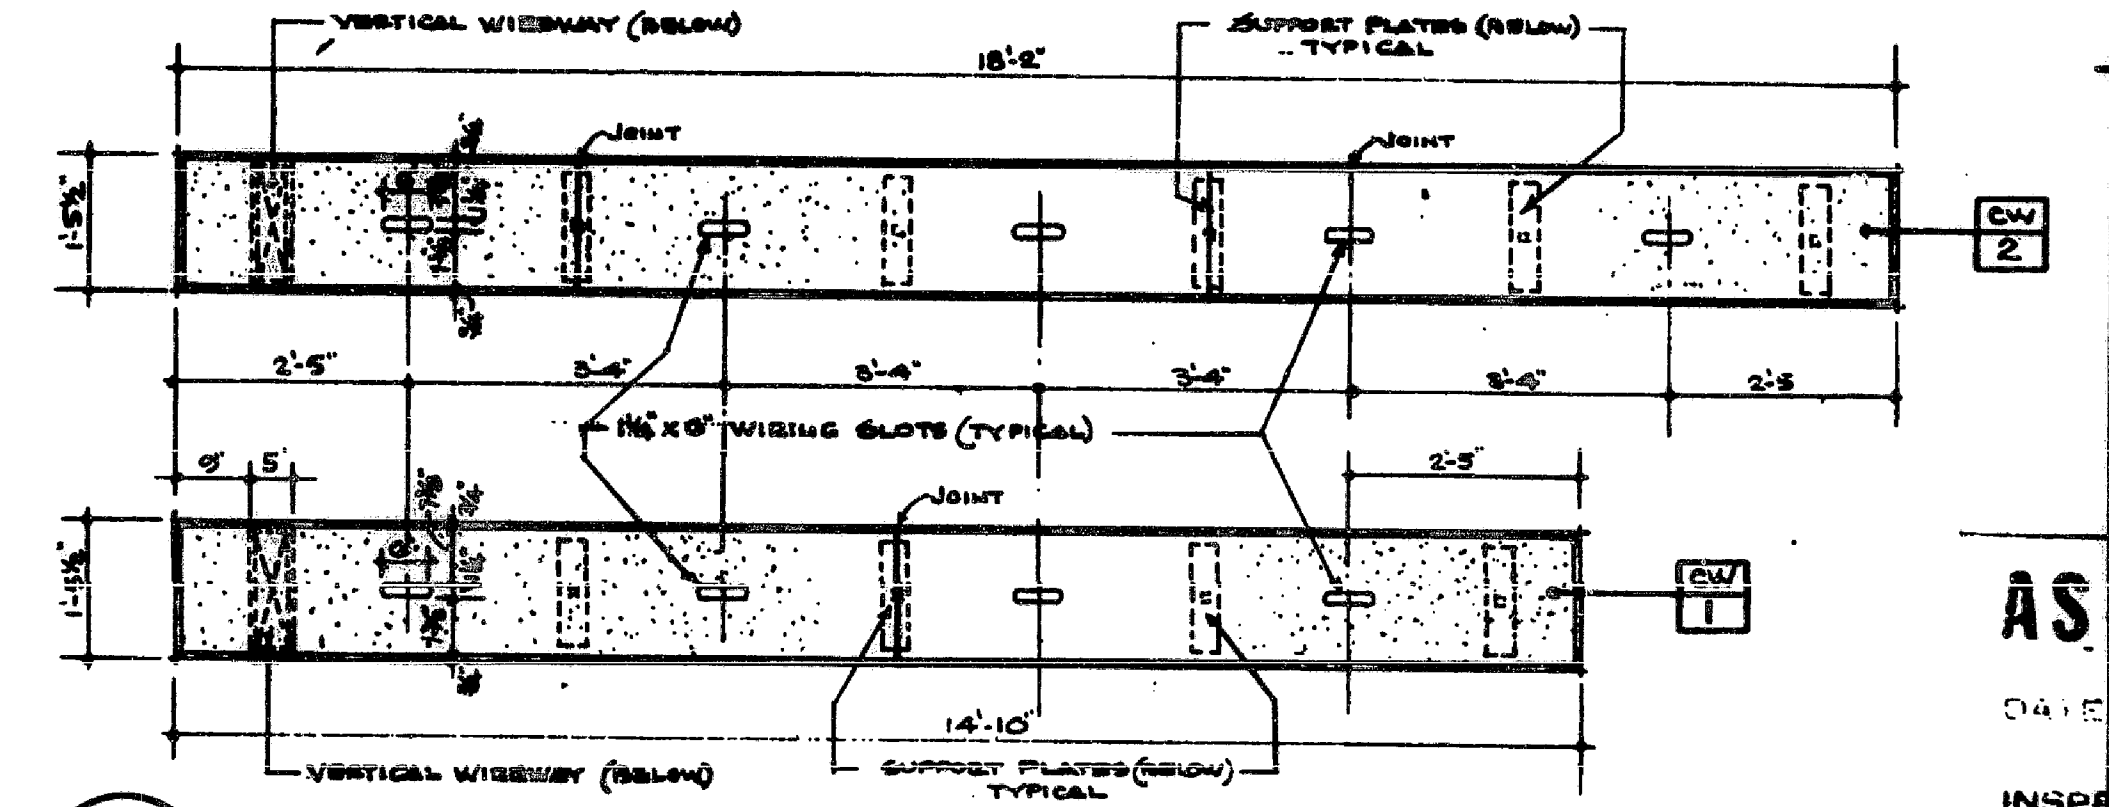 VERTICAL WIREWAY (BELOW)
SUPPORT PLATES (BELOW)
TYPICAL
18'-2"
JOINT
JOINT
1'-5½"
CW
2
2'-5"
3'-4"
3'-4"
3'-4"
3'-4"
2'-5
WIRING SLOTS (TYPICAL)
9"
5"
2'-5"
JOINT
CW
1
AS
14'-10"
DATE
VERTICAL WIREWAY (BELOW)
SUPPORT PLATES (BELOW)
TYPICAL
INSPE